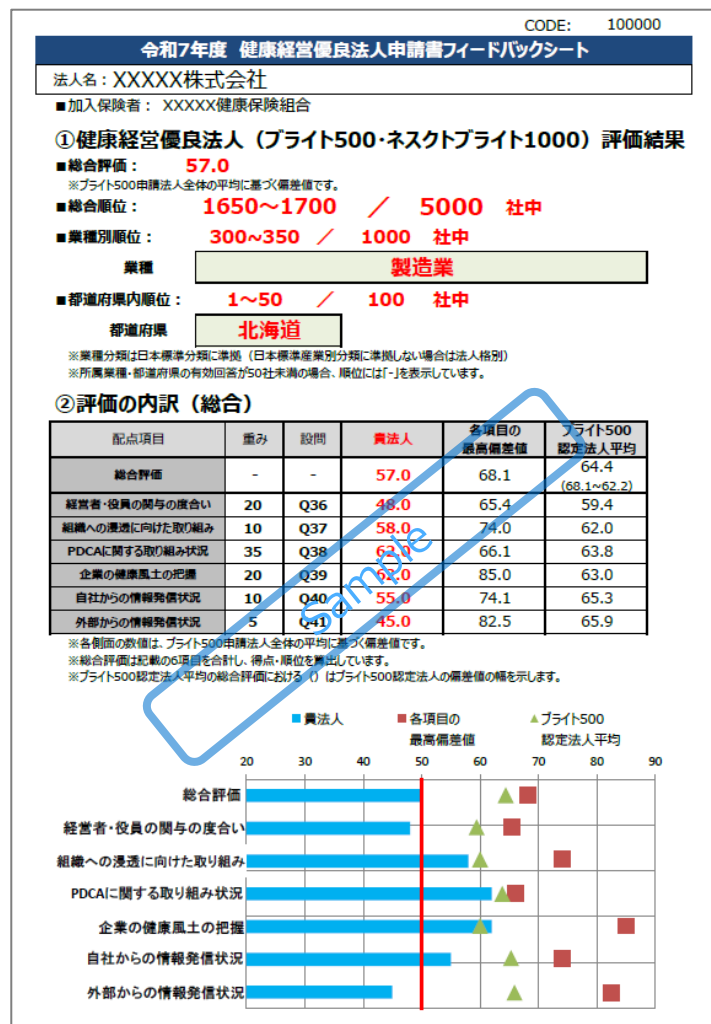 CODE: 100000
令和7年度 健康経営優良法人申請書フィードバックシート
法人名：XXXXX株式会社
■加入保険者： XXXXX健康保険組合
①健康経営優良法人（ブライト500・ネスクトブライト1000）評価結果
■総合評価： 57.0
※ブライト500申請法人全体の平均に基づく偏差値です。
■総合順位： 1650～1700 ／ 5000 社中
■業種別順位： 300~350 ／ 1000 社中
業種 製造業
■都道府県内順位： 1～50 ／ 100 社中
都道府県 北海道
※業種分類は日本標準分類に準拠（日本標準産業別分類に準拠しない場合は法人格別）
※所属業種・都道府県の有効回答が50社未満の場合、順位には「-」を表示しています。
②評価の内訳（総合）
配点項目 重み 設問 貴法人 各項目の最高偏差値 ブライト500認定法人平均
総合評価 - - 57.0 68.1 64.4 (68.1~62.2)
経営者・役員の関与の度合い 20 Q36 48.0 65.4 59.4
組織への浸透に向けた取り組み 10 Q37 58.0 74.0 62.0
PDCAに関する取り組み状況 35 Q38 62.0 66.1 63.8
企業の健康風土の把握 20 Q39 62.0 85.0 63.0
自社からの情報発信状況 10 Q40 55.0 74.1 65.3
外部からの情報発信状況 5 Q41 45.0 82.5 65.9
※各側面の数値は、ブライト500申請法人全体の平均に基づく偏差値です。
※総合評価は記載の6項目を合計し、得点・順位を算出しています。
※ブライト500認定法人平均の総合評価における（）はブライト500認定法人の偏差値の幅を示します。
Sample
■貴法人 ■各項目の最高偏差値 ▲ブライト500認定法人平均
20 30 40 50 60 70 80 90
総合評価
経営者・役員の関与の度合い
組織への浸透に向けた取り組み
PDCAに関する取り組み状況
企業の健康風土の把握
自社からの情報発信状況
外部からの情報発信状況